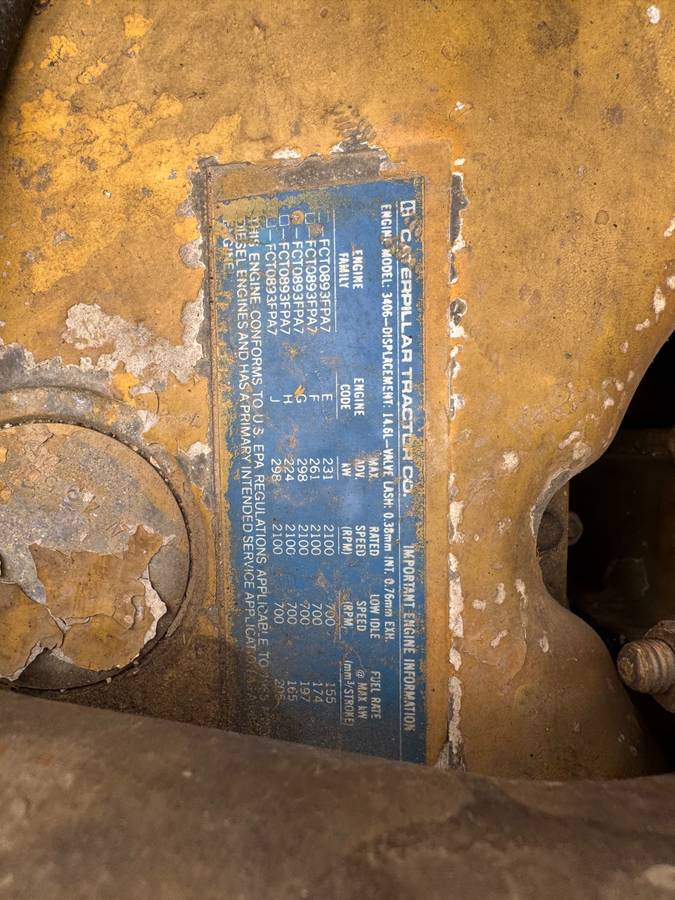 CATERPILLAR TRACTOR CO. IMPORTANT ENGINE INFORMATION
ENGINE MODEL: 3406—DISPLACEMENT: 14.6L—VALVE LASH: 0.38mm INT. 0.76mm EXH.
ENGINE FAMILY ENGINE CODE MAX. ADV. kW RATED SPEED (RPM) LOW IDLE SPEED (RPM) FUEL RATE @ MAX kW (mm³/STROKE)
FCT0893FPA7 E 231 2100 700 155
FCT0893FPA7 F 261 2100 700 174
FCT0893FPA7 G 298 2100 700 197
FCT0893FPA7 H 224 2100 700 165
FCT0893FPA7 J 298 2100 700
THIS ENGINE CONFORMS TO U.S. EPA REGULATIONS APPLICABLE TO
DIESEL ENGINES AND HAS A PRIMARY INTENDED SERVICE APPLICATION
ENGINE.